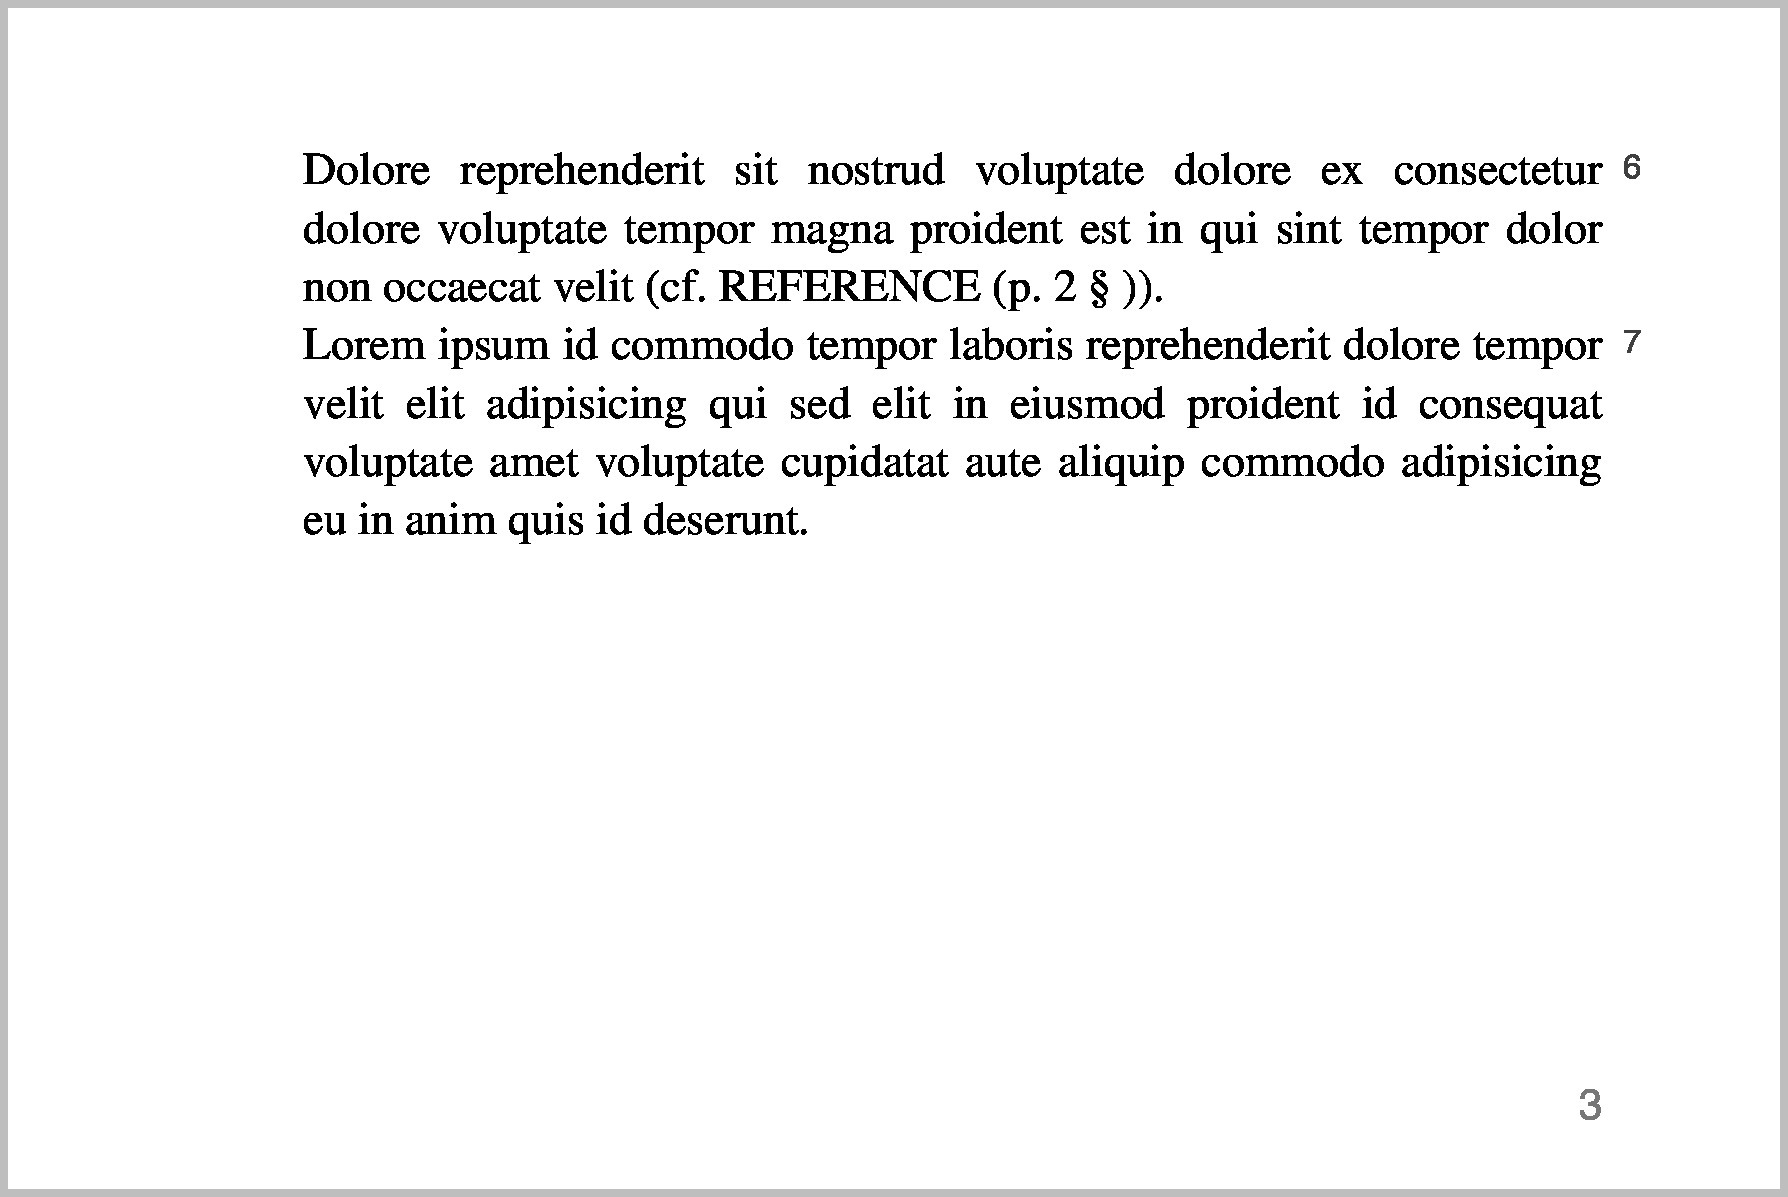 Dolore reprehenderit sit nostrud voluptate dolore ex consectetur 6
dolore voluptate tempor magna proident est in qui sint tempor dolor
non occaecat velit (cf. REFERENCE (p. 2 § )).
Lorem ipsum id commodo tempor laboris reprehenderit dolore tempor 7
velit elit adipisicing qui sed elit in eiusmod proident id consequat
voluptate amet voluptate cupidatat aute aliquip commodo adipisicing
eu in anim quis id deserunt.
3